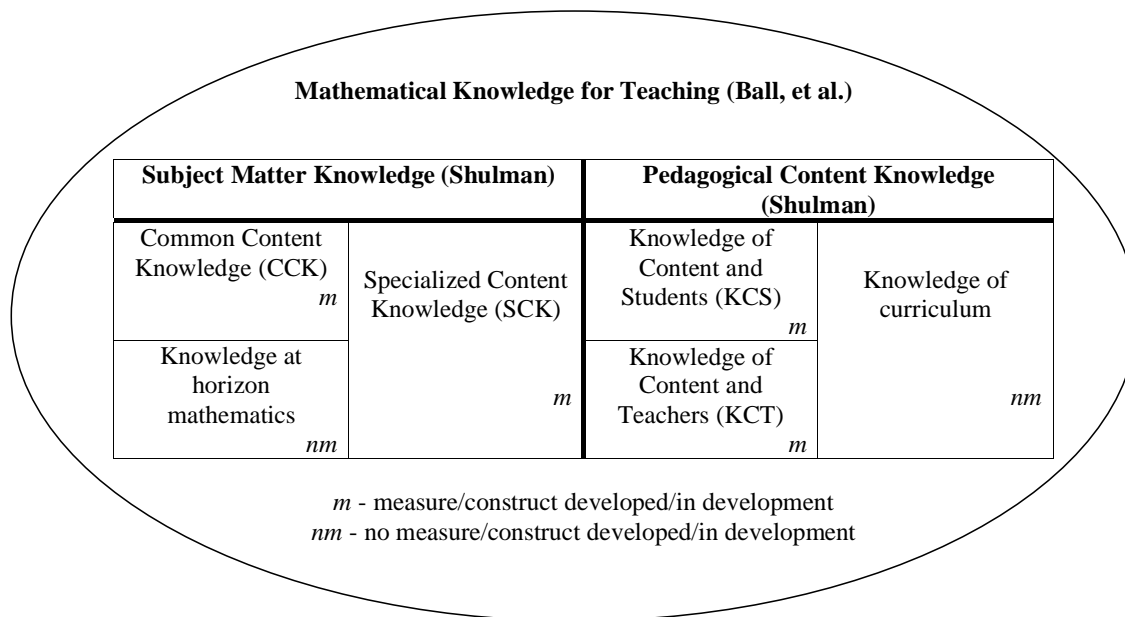 Mathematical Knowledge for Teaching (Ball, et al.)
Subject Matter Knowledge (Shulman)
Pedagogical Content Knowledge
(Shulman)
Common Content
Knowledge (CCK)
m
Specialized Content
Knowledge (SCK)
m
Knowledge at
horizon
mathematics
nm
Knowledge of
Content and
Students (KCS)
m
Knowledge of
Content and
Teachers (KCT)
m
Knowledge of
curriculum
nm
m - measure/construct developed/in development
nm - no measure/construct developed/in development